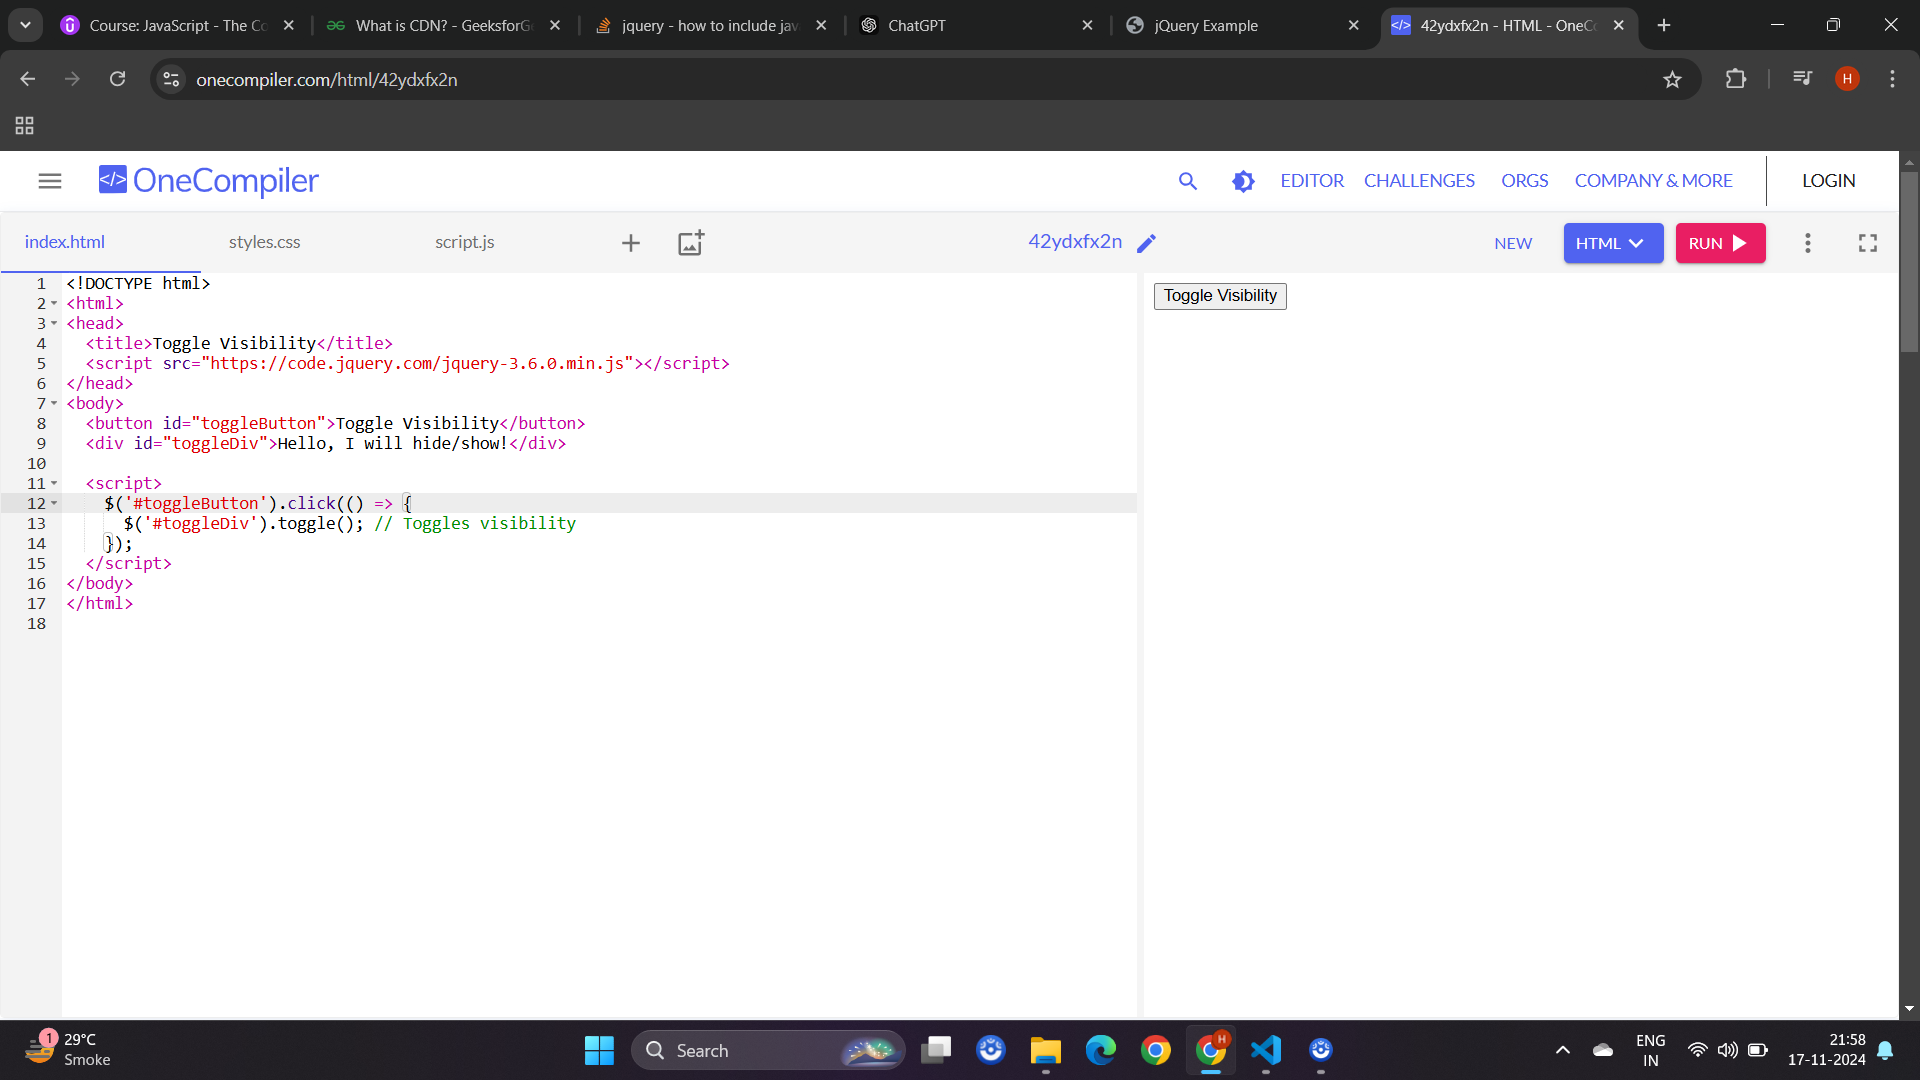 Course: JavaScript - The Co
What is CDN? - GeeksforGe
jquery - how to include jav
ChatGPT
jQuery Example
42ydxfx2n - HTML - OneCo
onecompiler.com/html/42ydxfx2n
H
</> OneCompiler
EDITOR CHALLENGES ORGS COMPANY & MORE LOGIN
index.html styles.css script.js
42ydxfx2n
NEW HTML RUN
1 <!DOCTYPE html>
2 <html>
3 <head>
4 <title>Toggle Visibility</title>
5 <script src="https://code.jquery.com/jquery-3.6.0.min.js"></script>
6 </head>
7 <body>
8 <button id="toggleButton">Toggle Visibility</button>
9 <div id="toggleDiv">Hello, I will hide/show!</div>
10
11 <script>
12 $('#toggleButton').click(() => {
13 $('#toggleDiv').toggle(); // Toggles visibility
14 });
15 </script>
16 </body>
17 </html>
18
Toggle Visibility
1
29°C
Smoke
Search
H
ENG
IN
21:58
17-11-2024